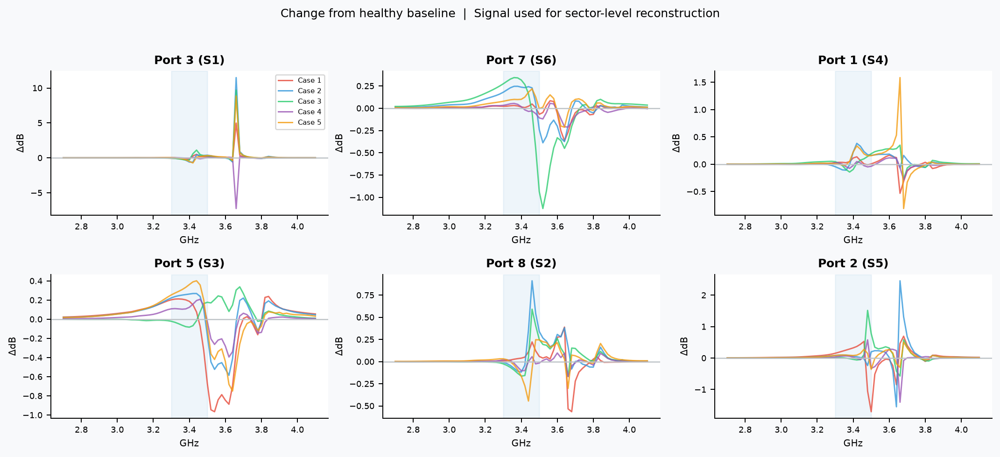 Change from healthy baseline | Signal used for sector-level reconstruction
Port 3 (S1)
10
5
0
−5
ΔdB
2.8 3.0 3.2 3.4 3.6 3.8 4.0
GHz
Case 1
Case 2
Case 3
Case 4
Case 5
Port 7 (S6)
0.25
0.00
−0.25
−0.50
−0.75
−1.00
ΔdB
2.8 3.0 3.2 3.4 3.6 3.8 4.0
GHz
Port 1 (S4)
1.5
1.0
0.5
0.0
−0.5
ΔdB
2.8 3.0 3.2 3.4 3.6 3.8 4.0
GHz
Port 5 (S3)
0.4
0.2
0.0
−0.2
−0.4
−0.6
−0.8
−1.0
ΔdB
2.8 3.0 3.2 3.4 3.6 3.8 4.0
GHz
Port 8 (S2)
0.75
0.50
0.25
0.00
−0.25
−0.50
ΔdB
2.8 3.0 3.2 3.4 3.6 3.8 4.0
GHz
Port 2 (S5)
2
1
0
−1
ΔdB
2.8 3.0 3.2 3.4 3.6 3.8 4.0
GHz